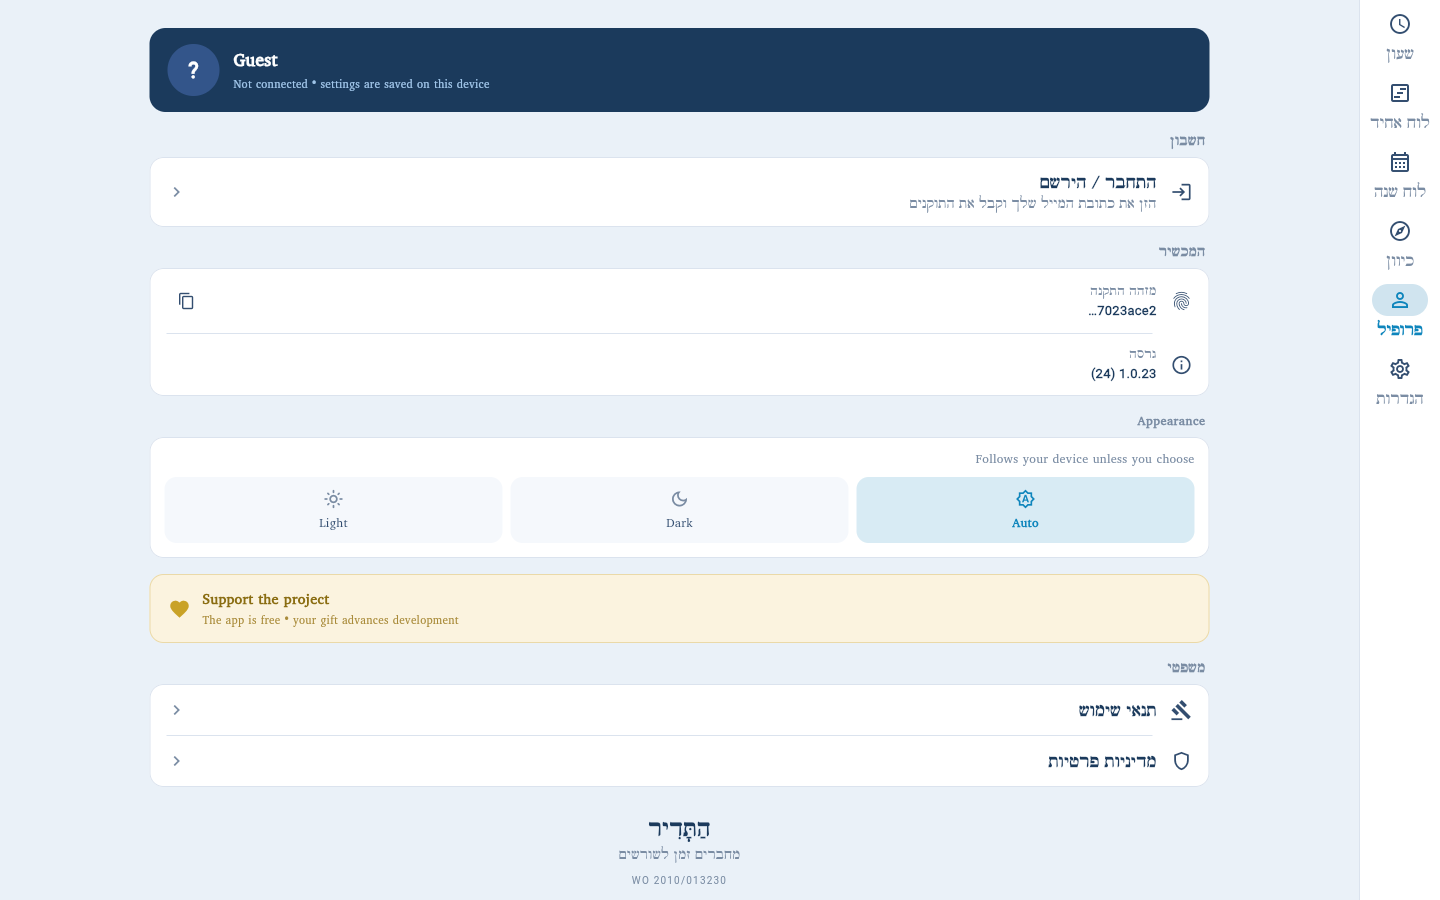 ?
Guest
Not connected • settings are saved on this device
חשבון
התחבר / הירשם
הזן את כתובת המייל שלך וקבל את התוקנים
המכשיר
מזהה התקנה
…7023ace2
גרסה
1.0.23 (24)
Appearance
Follows your device unless you choose
Light
Dark
A
Auto
Support the project
The app is free • your gift advances development
משפטי
תנאי שימוש
מדיניות פרטיות
הַתָּדִיר
מחברים זמן לשורשים
WO 2010/013230
שעון
לוח אחיד
לוח שנה
כיוון
פרופיל
הגדרות